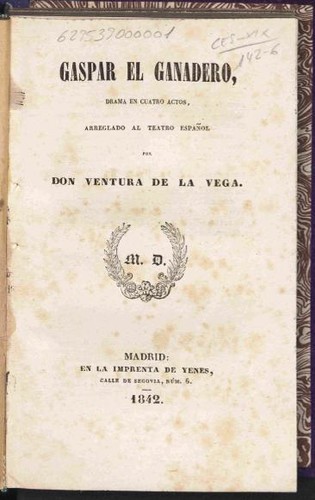 627537000001
142-6
GASPAR EL GANADERO,
DRAMA EN CUATRO ACTOS,
ARREGLADO AL TEATRO ESPAÑOL
POR
DON VENTURA DE LA VEGA.
M. D.
MADRID:
EN LA IMPRENTA DE YENES,
CALLE DE SEGOVIA, NÚM. 6.
1842.